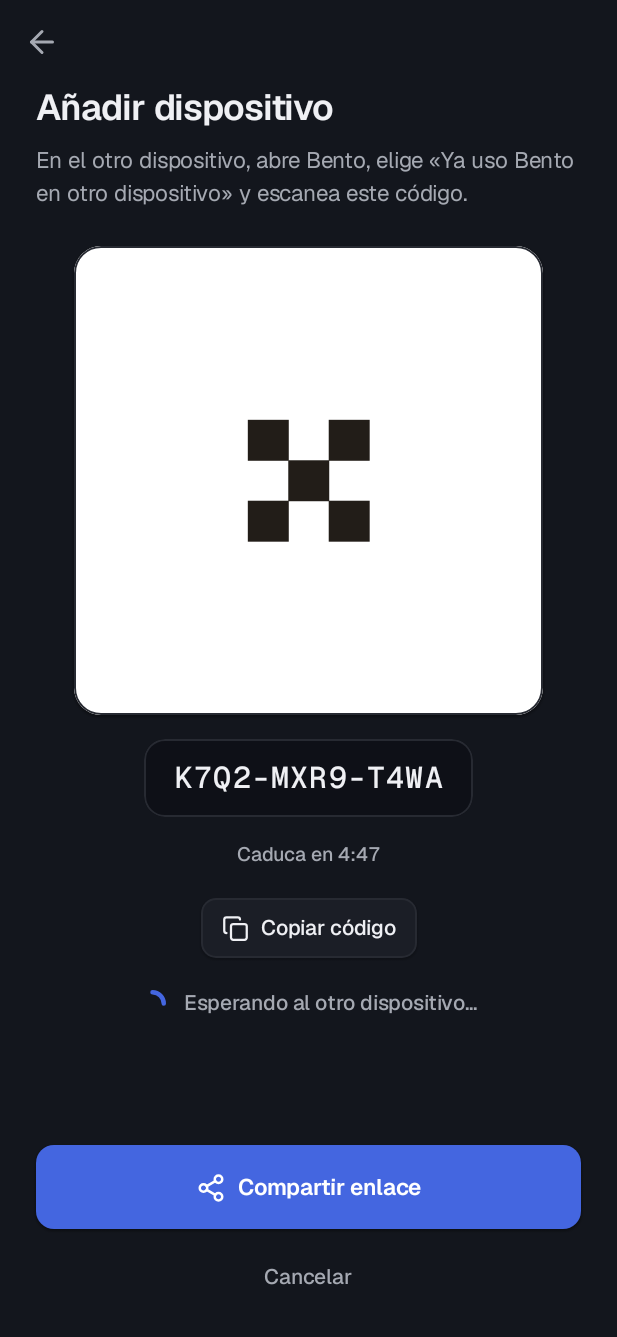 Añadir dispositivo
En el otro dispositivo, abre Bento, elige «Ya uso Bento
en otro dispositivo» y escanea este código.
K7Q2-MXR9-T4WA
Caduca en 4:47
Copiar código
Esperando al otro dispositivo…
Compartir enlace
Cancelar